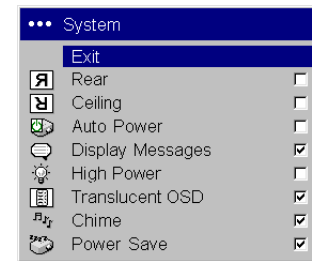 System
Exit
Rear
Ceiling
Auto Power
Display Messages
High Power
Translucent OSD
Chime
Power Save